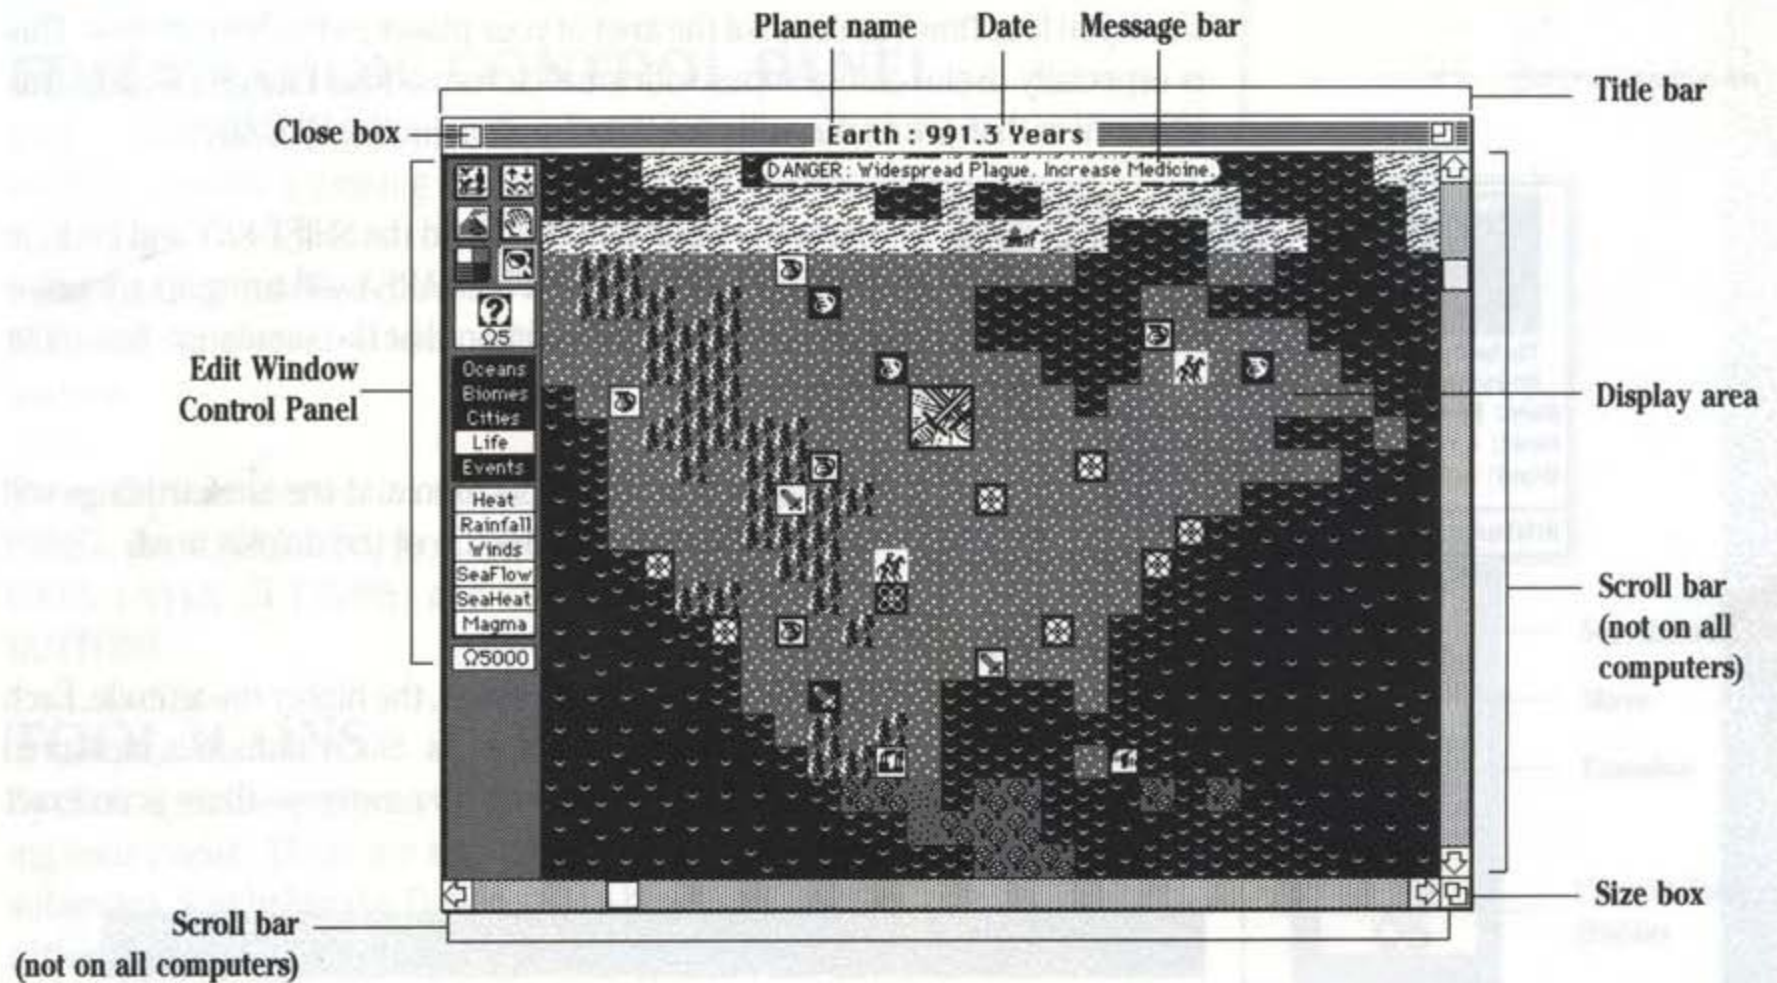 Planet name
Date
Message bar
Title bar
Close box
Earth : 991.3 Years
DANGER: Widespread Plague. Increase Medicine.
?
Ω5
Edit Window
Control Panel
Oceans
Biomes
Cities
Life
Events
Heat
Rainfall
Winds
SeaFlow
SeaHeat
Magma
Ω5000
Display area
Scroll bar
(not on all
computers)
Size box
Scroll bar
(not on all computers)